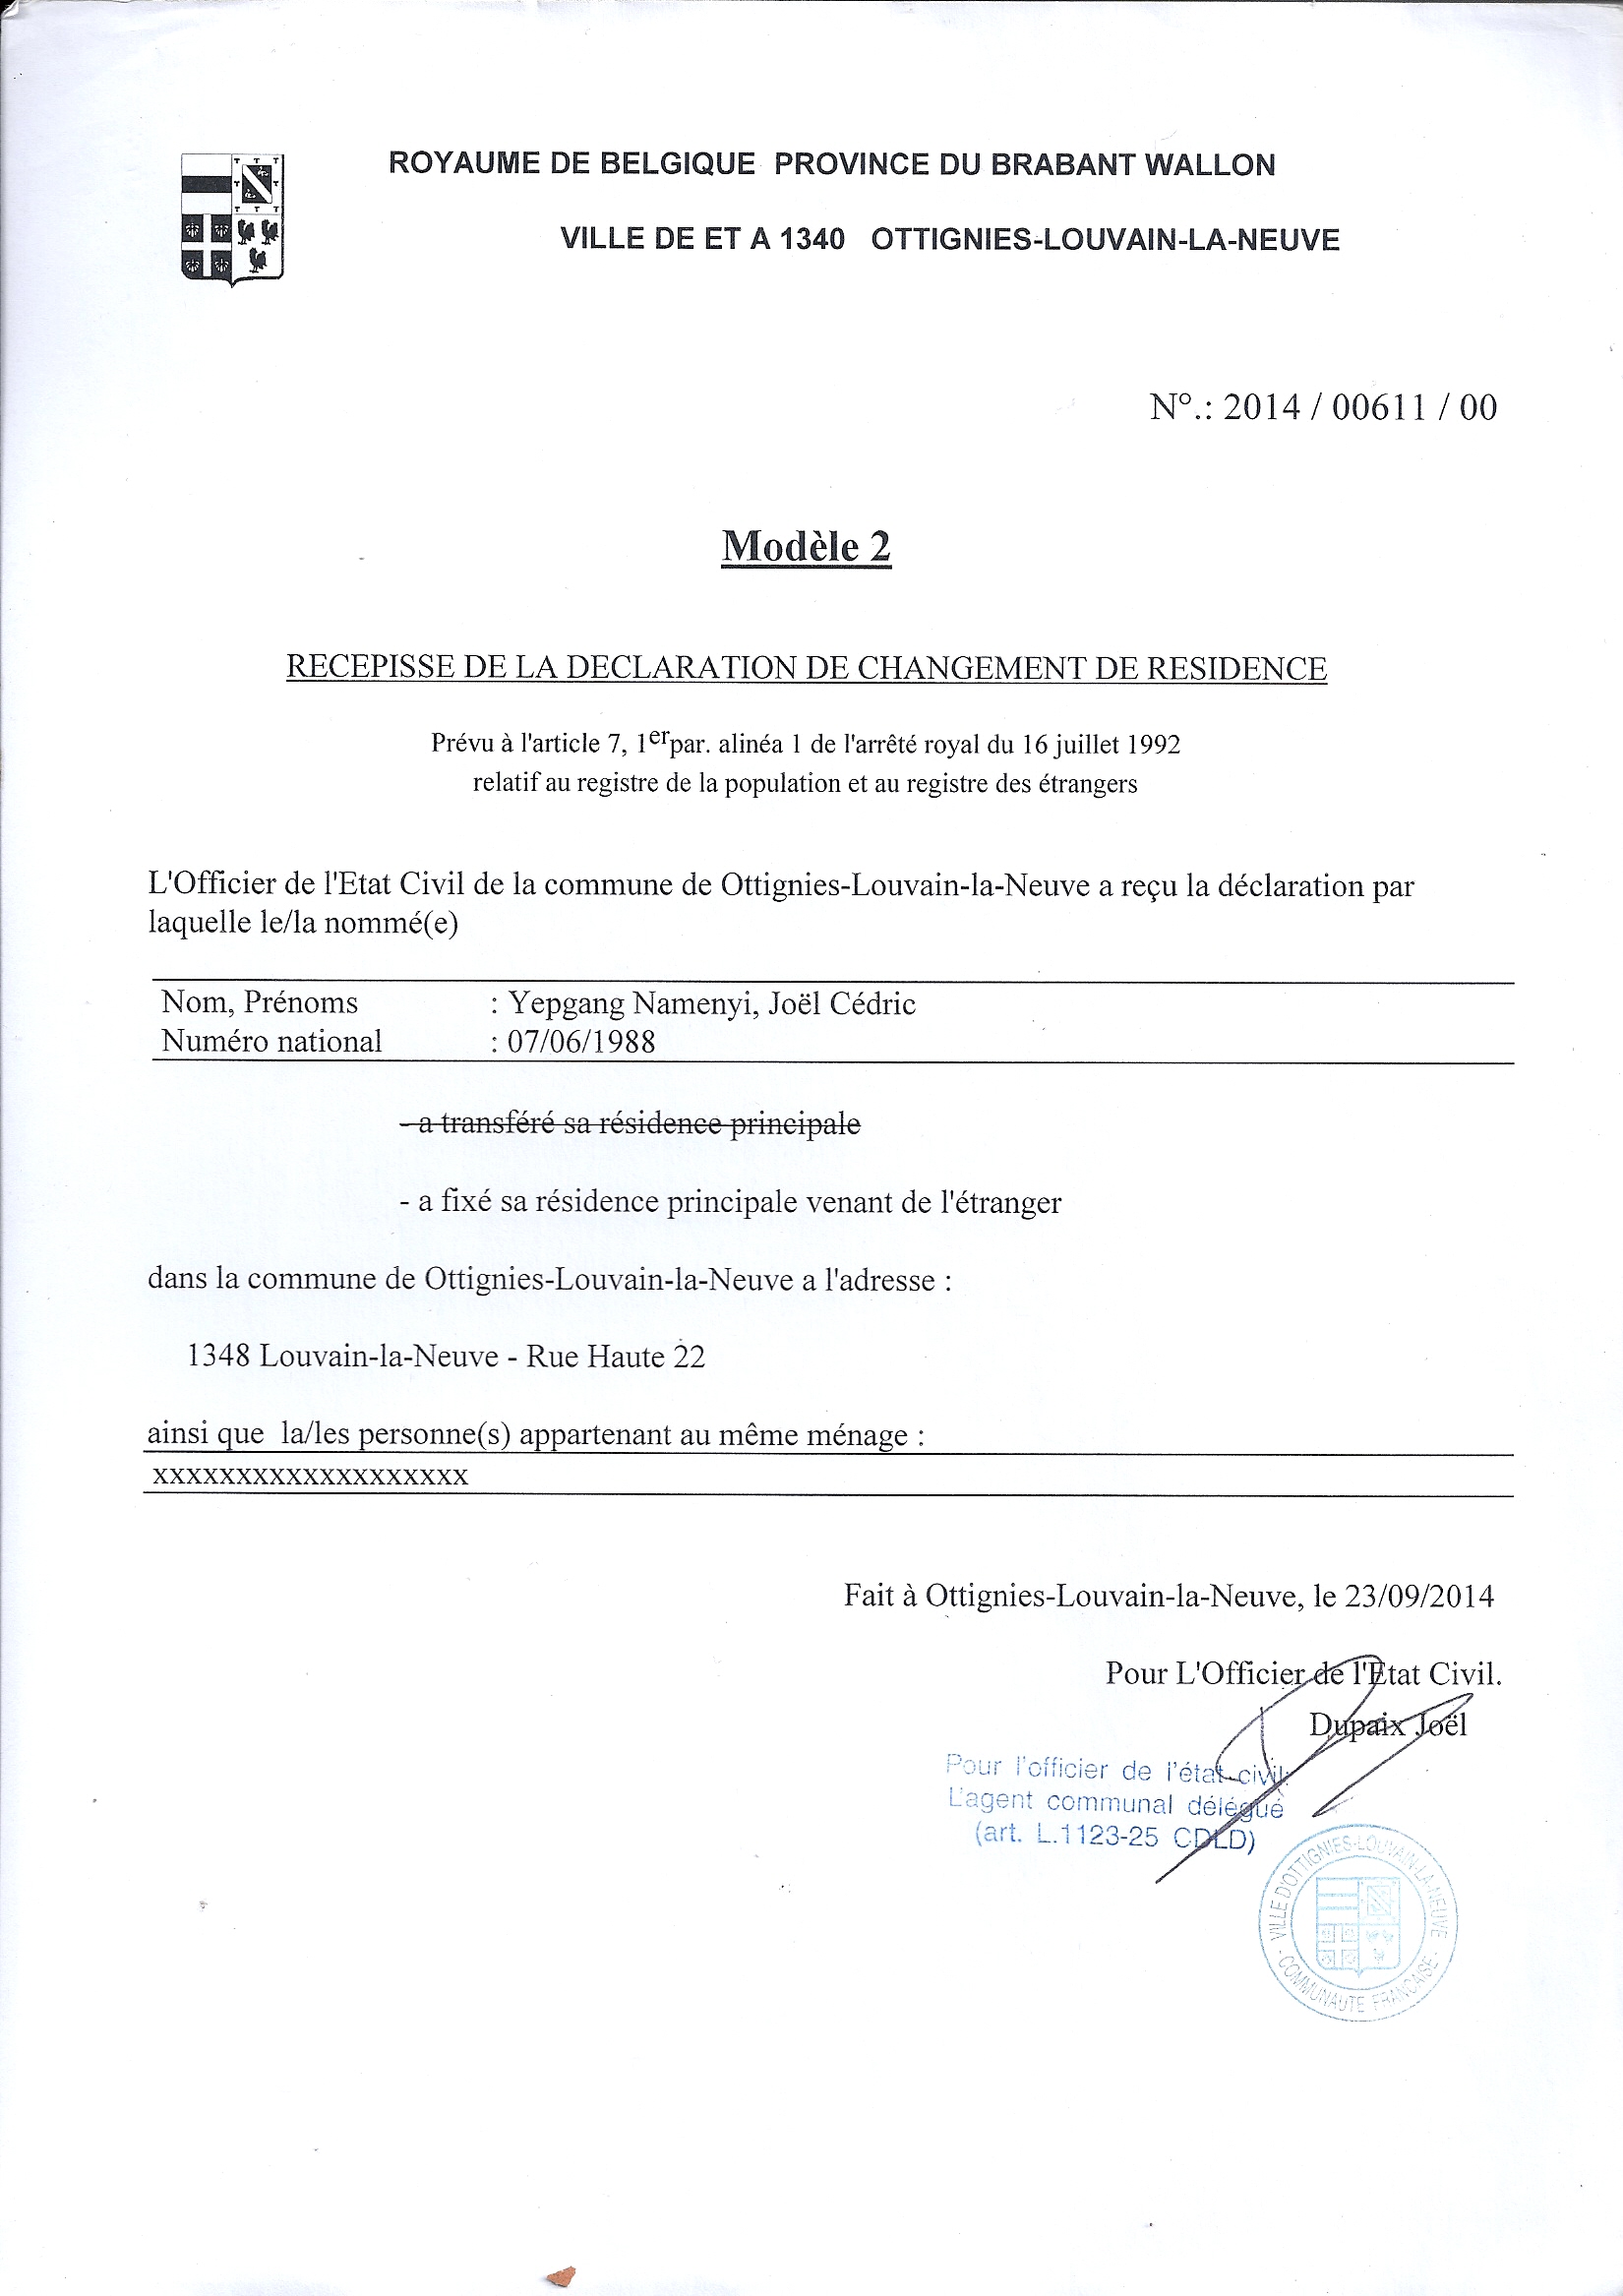 ROYAUME DE BELGIQUE PROVINCE DU BRABANT WALLON
VILLE DE ET A 1340 OTTIGNIES-LOUVAIN-LA-NEUVE
N°.: 2014 / 00611 / 00
Modèle 2
RECEPISSE DE LA DECLARATION DE CHANGEMENT DE RESIDENCE
Prévu à l'article 7, 1er par. alinéa 1 de l'arrêté royal du 16 juillet 1992
relatif au registre de la population et au registre des étrangers
L'Officier de l'Etat Civil de la commune de Ottignies-Louvain-la-Neuve a reçu la déclaration par
laquelle le/la nommé(e)
Nom, Prénoms : Yepgang Namenyi, Joël Cédric
Numéro national : 07/06/1988
- a transféré sa résidence principale
- a fixé sa résidence principale venant de l'étranger
dans la commune de Ottignies-Louvain-la-Neuve a l'adresse :
1348 Louvain-la-Neuve - Rue Haute 22
ainsi que la/les personne(s) appartenant au même ménage :
xxxxxxxxxxxxxxxxxxx
Fait à Ottignies-Louvain-la-Neuve, le 23/09/2014
Pour L'Officier de l'Etat Civil.
Dupaix Joël
Pour l'officier de l'état-civil:
L'agent communal délégué
(art. L.1123-25 CDLD)
VILLE D'OTTIGNIES-LOUVAIN-LA-NEUVE
- COMMUNAUTE FRANCAISE -